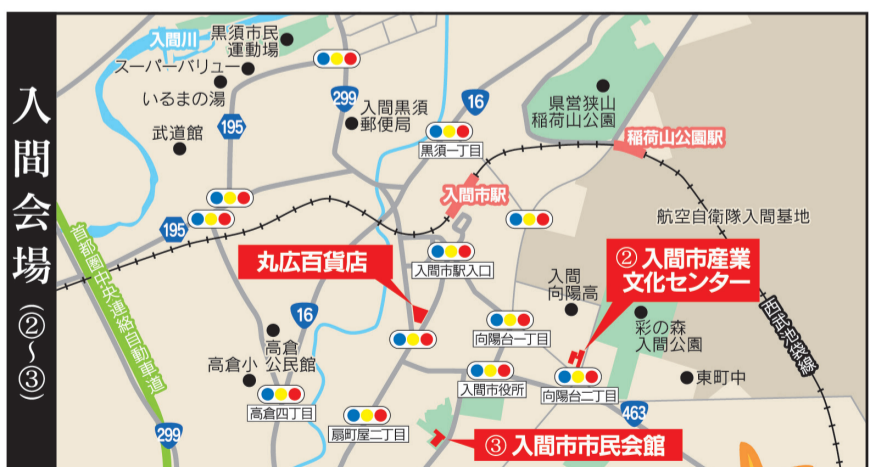 入間会場(②~③)
入間川
黒須市民
運動場
スーパーバリュー
いるまの湯
武道館
195
299
入間黒須
郵便局
16
黒須一丁目
県営狭山
稲荷山公園
稲荷山公園駅
入間市駅
航空自衛隊入間基地
195
首都圏中央連絡自動車道
丸広百貨店
入間市駅入口
②入間市産業
文化センター
入間
向陽高
彩の森
入間公園
西武池袋線
16
高倉
公民館
高倉小
向陽台一丁目
入間市役所
向陽台二丁目
東町中
高倉四丁目
扇町屋二丁目
463
299
③入間市市民会館